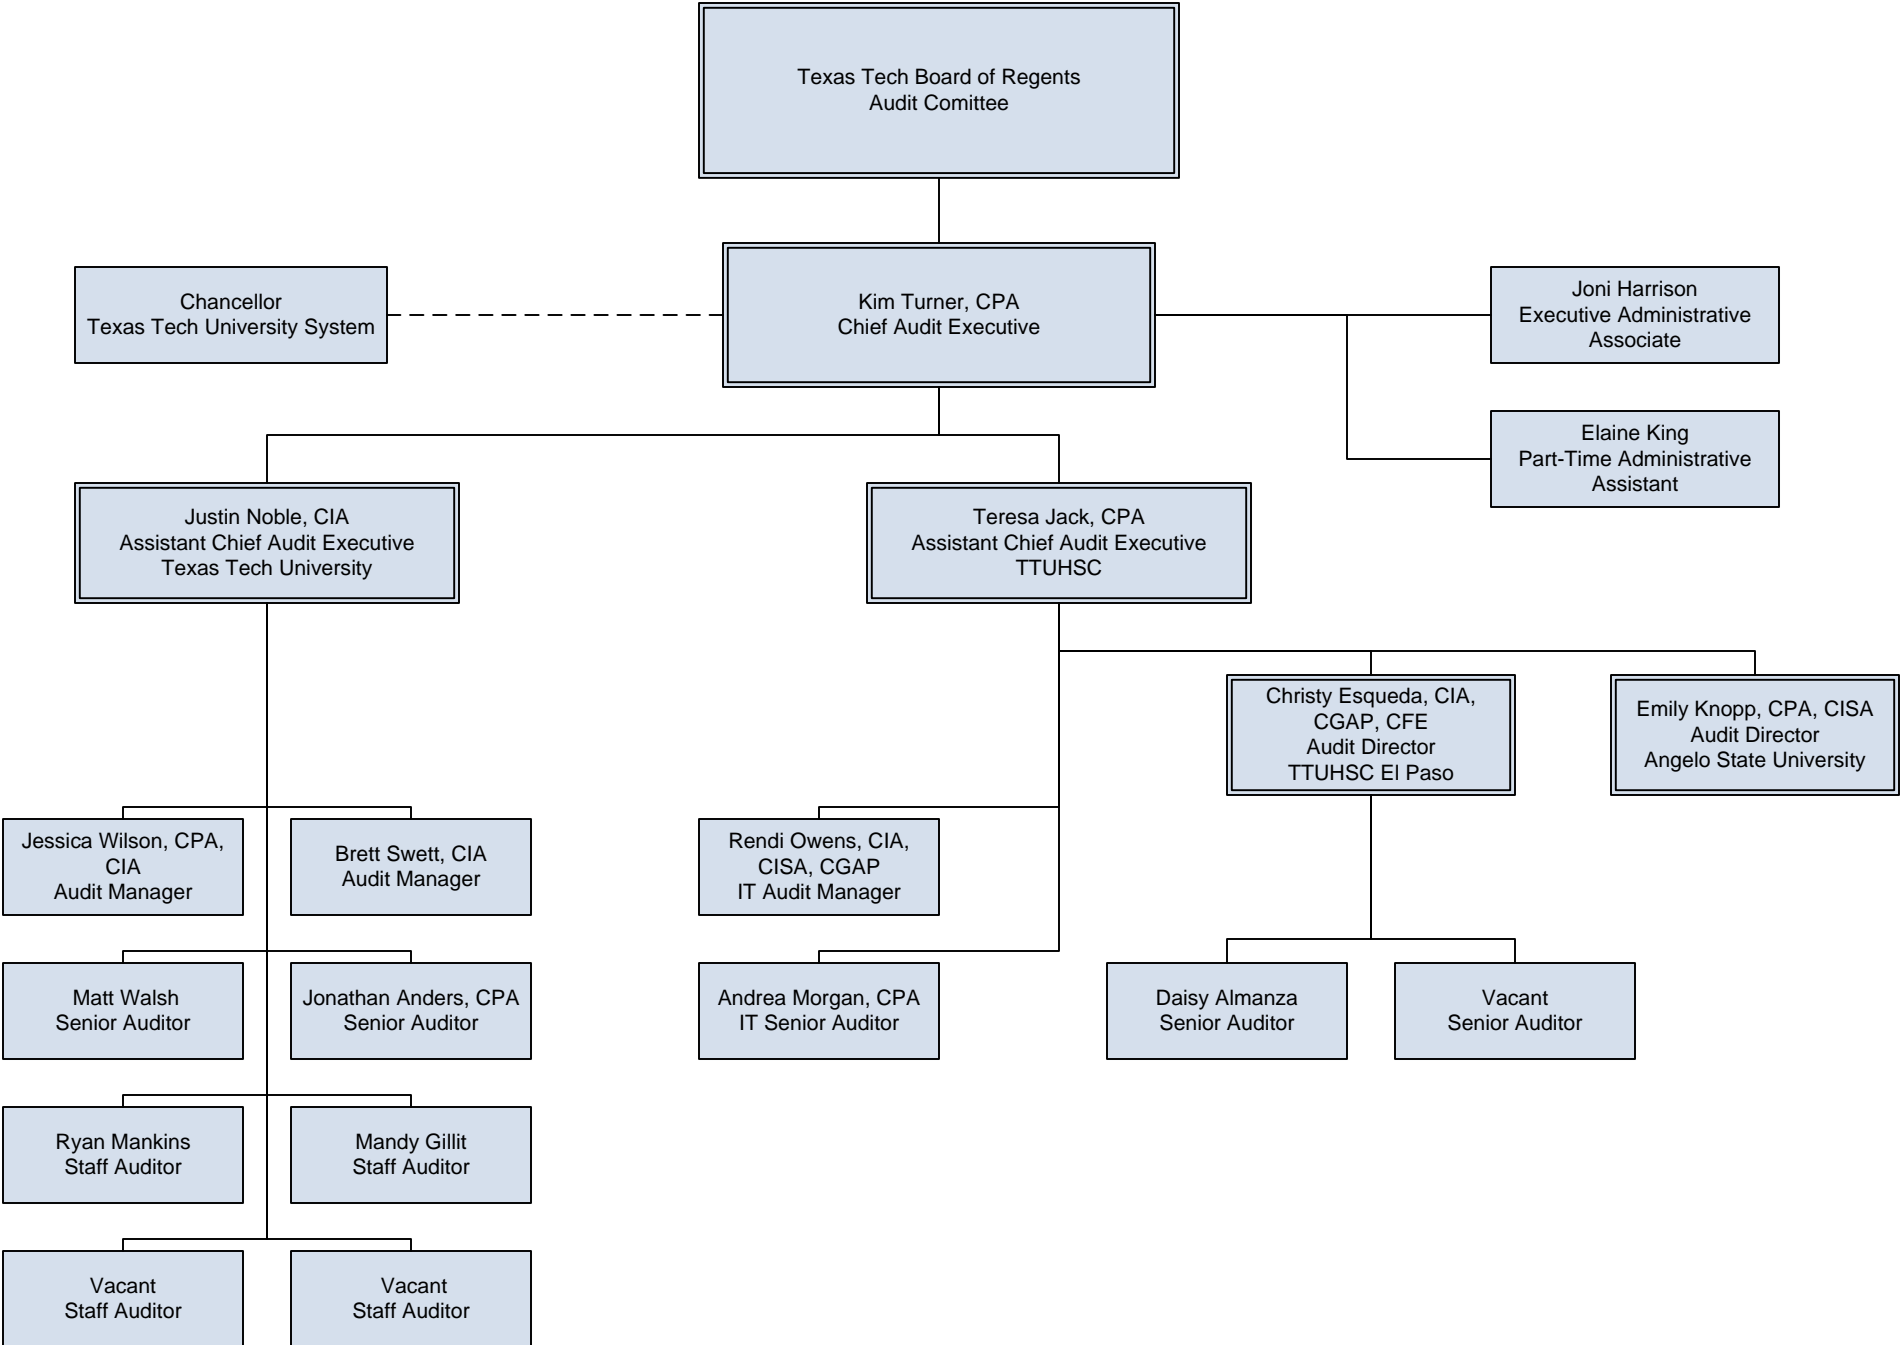 Texas Tech Board of Regents
Audit Comittee
Chancellor
Texas Tech University System
Kim Turner, CPA
Chief Audit Executive
Joni Harrison
Executive Administrative
Associate
Elaine King
Part-Time Administrative
Assistant
Justin Noble, CIA
Assistant Chief Audit Executive
Texas Tech University
Teresa Jack, CPA
Assistant Chief Audit Executive
TTUHSC
Christy Esqueda, CIA,
CGAP, CFE
Audit Director
TTUHSC El Paso
Emily Knopp, CPA, CISA
Audit Director
Angelo State University
Jessica Wilson, CPA,
CIA
Audit Manager
Brett Swett, CIA
Audit Manager
Rendi Owens, CIA,
CISA, CGAP
IT Audit Manager
Matt Walsh
Senior Auditor
Jonathan Anders, CPA
Senior Auditor
Andrea Morgan, CPA
IT Senior Auditor
Daisy Almanza
Senior Auditor
Vacant
Senior Auditor
Ryan Mankins
Staff Auditor
Mandy Gillit
Staff Auditor
Vacant
Staff Auditor
Vacant
Staff Auditor